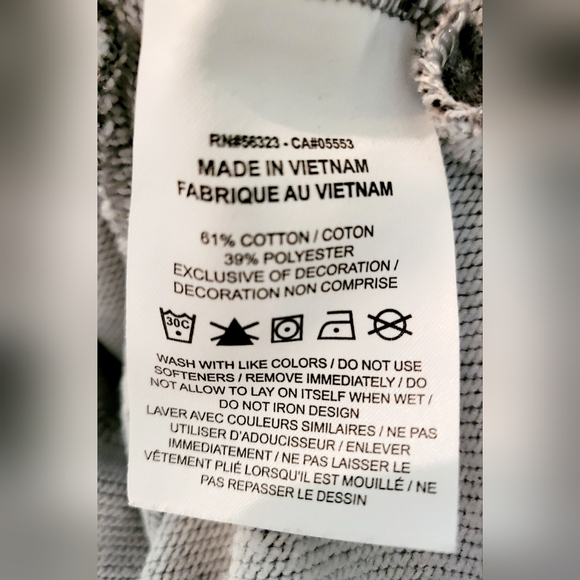 RN#56323 - CA#05553
MADE IN VIETNAM
FABRIQUE AU VIETNAM
61% COTTON / COTON
39% POLYESTER
EXCLUSIVE OF DECORATION /
DECORATION NON COMPRISE
30C
WASH WITH LIKE COLORS / DO NOT USE
SOFTENERS / REMOVE IMMEDIATELY / DO
NOT ALLOW TO LAY ON ITSELF WHEN WET /
DO NOT IRON DESIGN
LAVER AVEC COULEURS SIMILAIRES / NE PAS
UTILISER D'ADOUCISSEUR / ENLEVER
IMMEDIATEMENT / NE PAS LAISSER LE
VÊTEMENT PLIÉ LORSQU'IL EST MOUILLÉ / NE
PAS REPASSER LE DESSIN